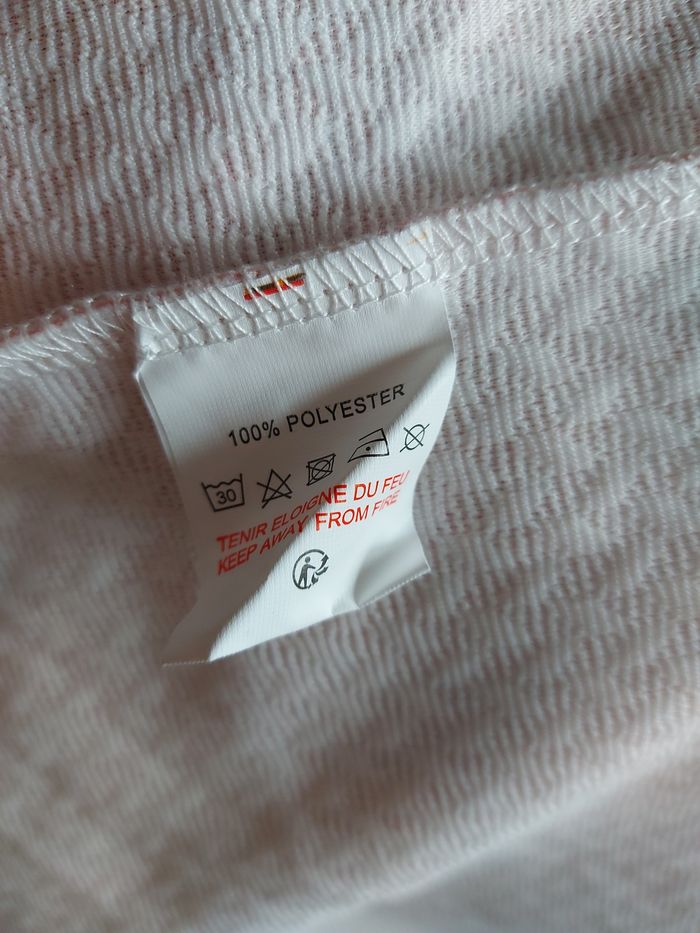 100% POLYESTER
30
TENIR ELOIGNE DU FEU
KEEP AWAY FROM FIRE